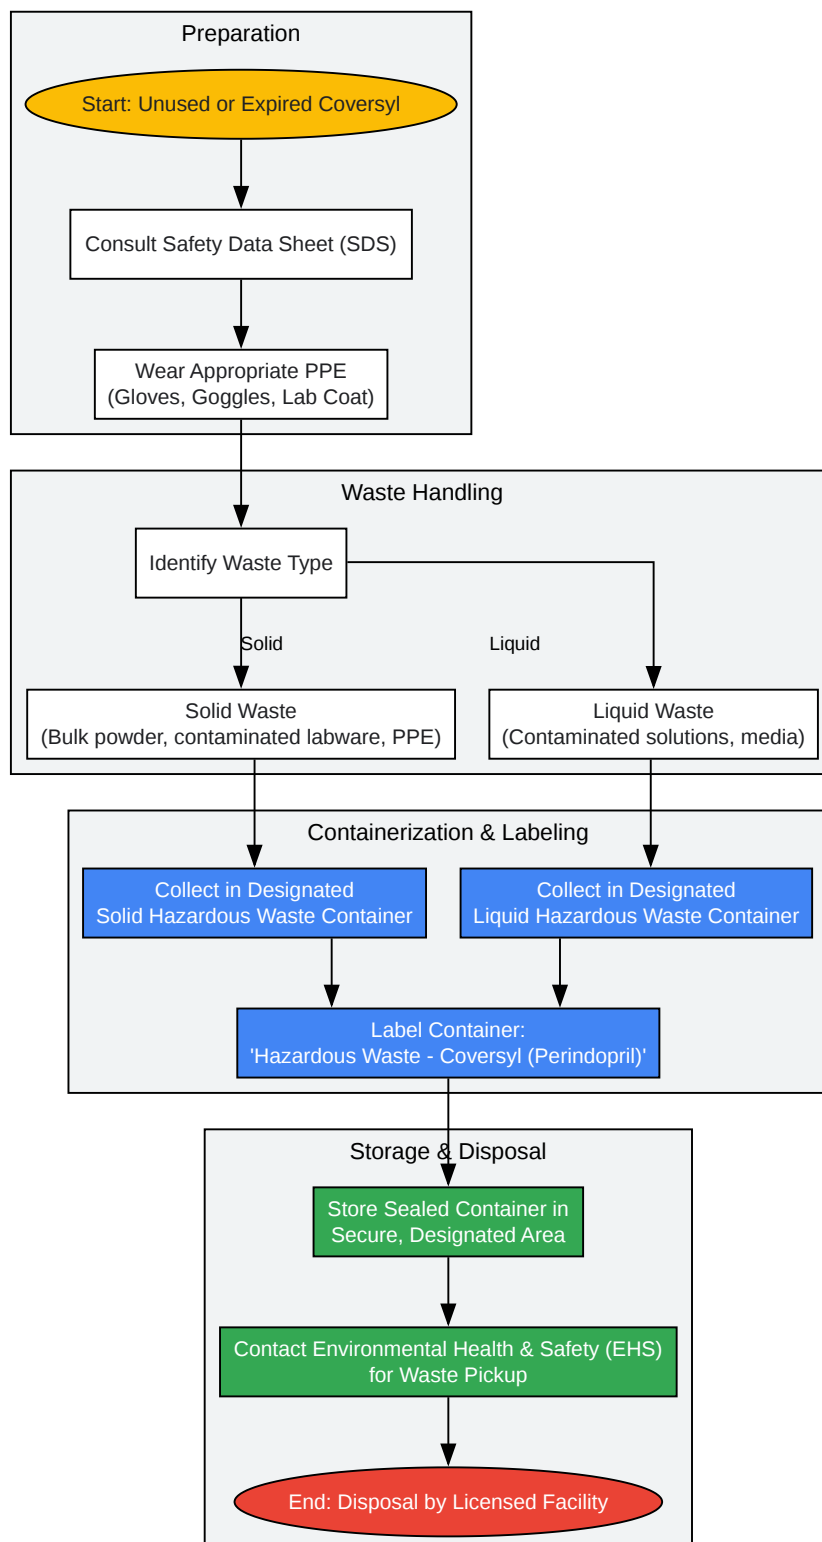 Preparation
Start: Unused or Expired Coversyl
Consult Safety Data Sheet (SDS)
Wear Appropriate PPE
(Gloves, Goggles, Lab Coat)
Waste Handling
Identify Waste Type
Solid
Liquid
Solid Waste
(Bulk powder, contaminated labware, PPE)
Liquid Waste
(Contaminated solutions, media)
Containerization & Labeling
Collect in Designated
Solid Hazardous Waste Container
Collect in Designated
Liquid Hazardous Waste Container
Label Container:
'Hazardous Waste - Coversyl (Perindopril)'
Storage & Disposal
Store Sealed Container in
Secure, Designated Area
Contact Environmental Health & Safety (EHS)
for Waste Pickup
End: Disposal by Licensed Facility